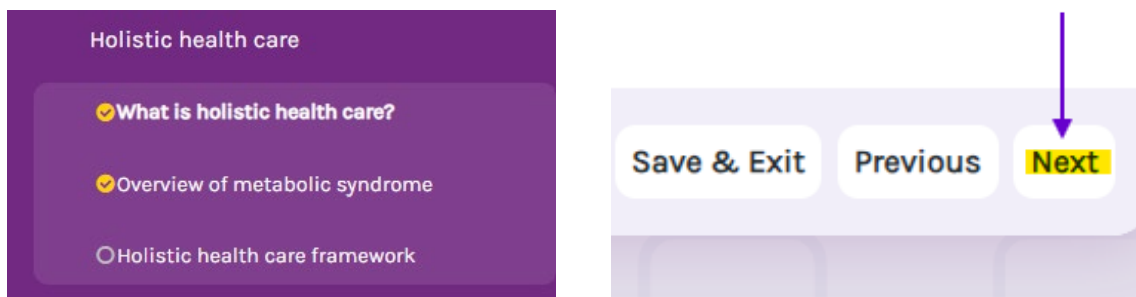 Holistic health care
What is holistic health care?
Overview of metabolic syndrome
Holistic health care framework
Save & Exit
Previous
Next